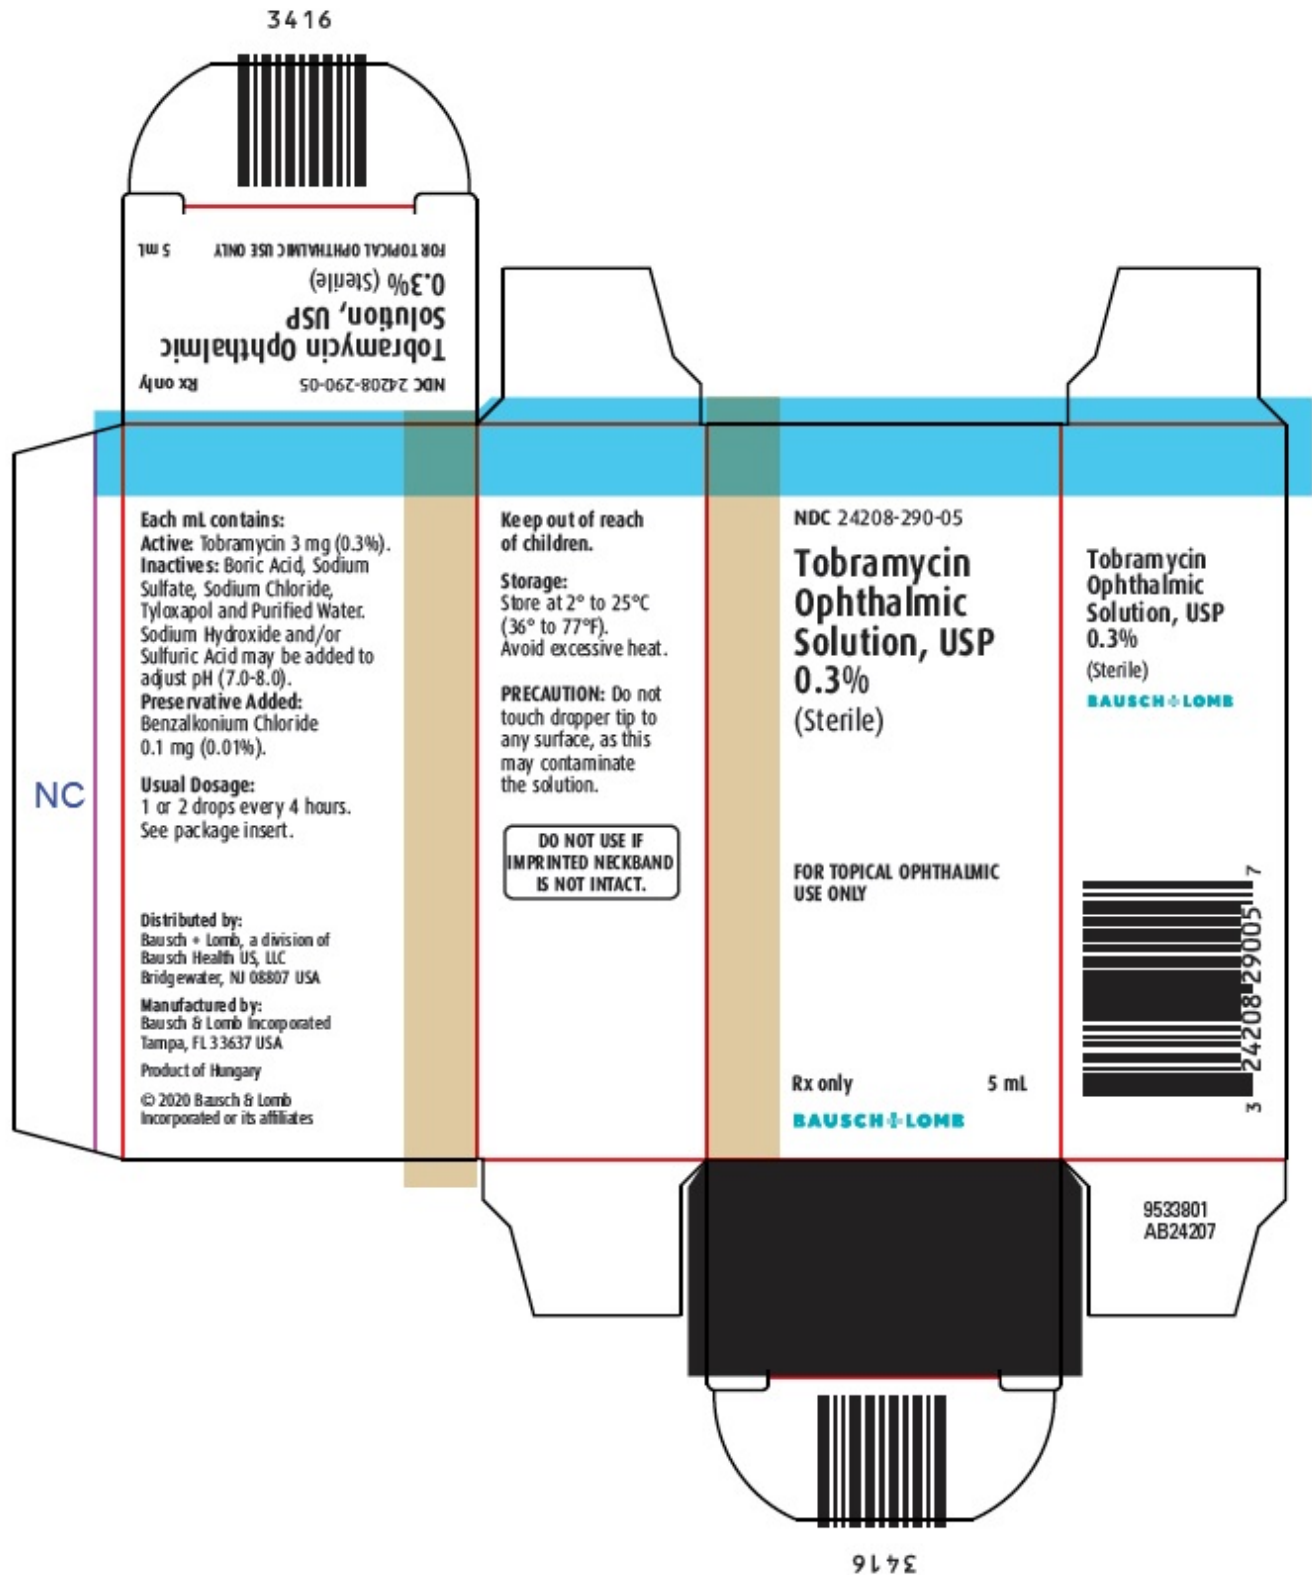 3416
NDC 24208-290-05 Rx only
Tobramycin Ophthalmic
Solution, USP
0.3% (Sterile)
FOR TOPICAL OPHTHALMIC USE ONLY 5 mL
NC
Each mL contains:
Active: Tobramycin 3 mg (0.3%).
Inactives: Boric Acid, Sodium
Sulfate, Sodium Chloride,
Tyloxapol and Purified Water.
Sodium Hydroxide and/or
Sulfuric Acid may be added to
adjust pH (7.0-8.0).
Preservative Added:
Benzalkonium Chloride
0.1 mg (0.01%).
Usual Dosage:
1 or 2 drops every 4 hours.
See package insert.
Distributed by:
Bausch + Lomb, a division of
Bausch Health US, LLC
Bridgewater, NJ 08807 USA
Manufactured by:
Bausch & Lomb Incorporated
Tampa, FL 33637 USA
Product of Hungary
© 2020 Bausch & Lomb
Incorporated or its affiliates
Keep out of reach
of children.
Storage:
Store at 2° to 25°C
(36° to 77°F).
Avoid excessive heat.
PRECAUTION: Do not
touch dropper tip to
any surface, as this
may contaminate
the solution.
DO NOT USE IF
IMPRINTED NECKBAND
IS NOT INTACT.
NDC 24208-290-05
Tobramycin
Ophthalmic
Solution, USP
0.3%
(Sterile)
FOR TOPICAL OPHTHALMIC
USE ONLY
Rx only 5 mL
BAUSCH+LOMB
Tobramycin
Ophthalmic
Solution, USP
0.3%
(Sterile)
BAUSCH+LOMB
3 24208-29005 7
9533801
AB24207
3416